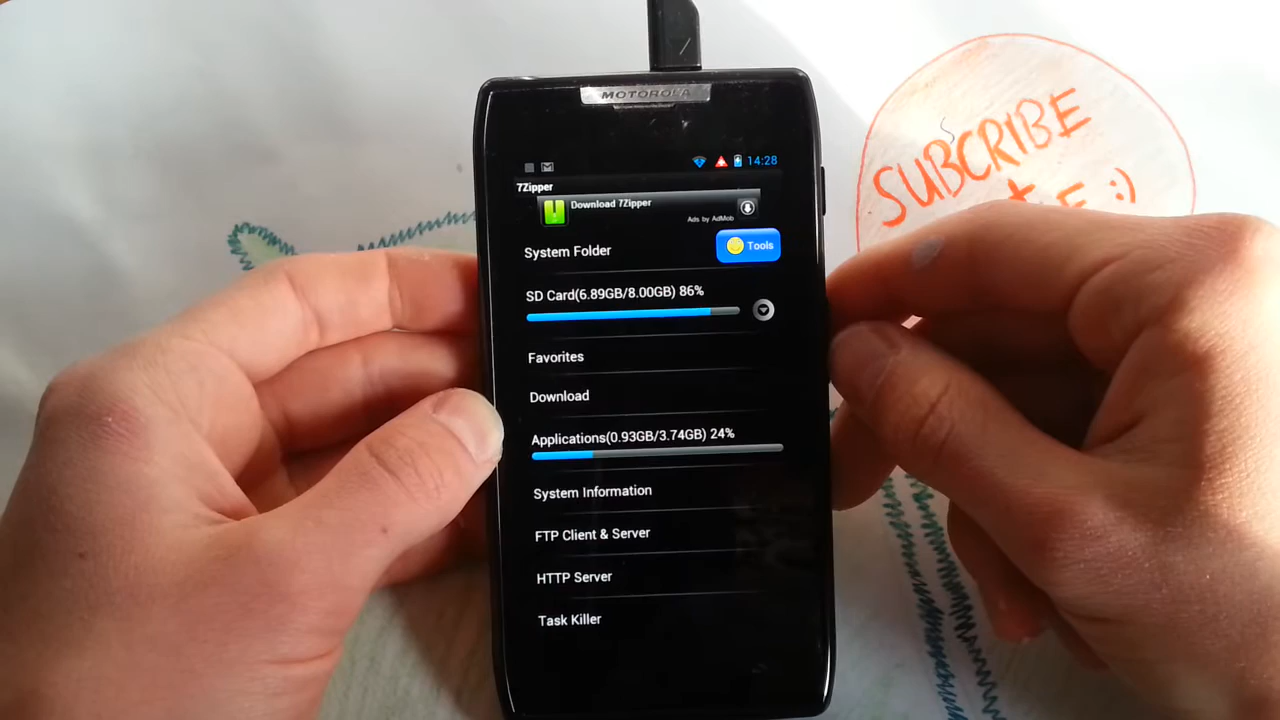 MOTOROLA
14:28
7Zipper
Download 7Zipper
Ads by AdMob
System Folder
Tools
SD Card(6.89GB/8.00GB) 86%
Favorites
Download
Applications(0.93GB/3.74GB) 24%
System Information
FTP Client & Server
HTTP Server
Task Killer
SUBCRIBE
E :)